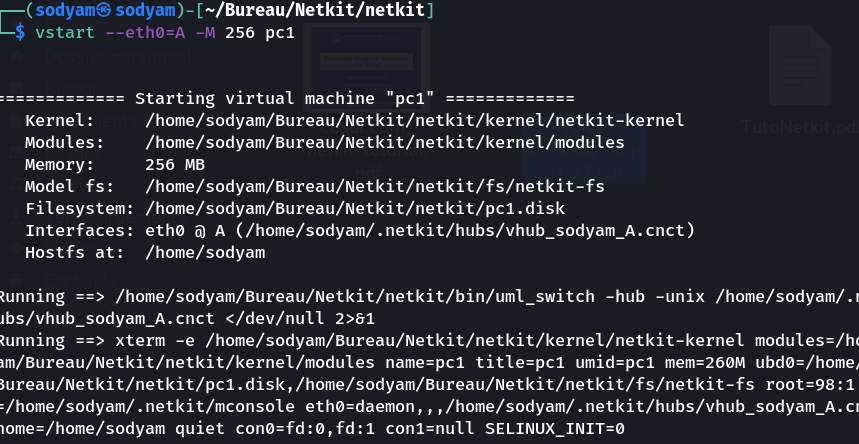 (sodyam㉿sodyam)-[~/Bureau/Netkit/netkit]
$ vstart --eth0=A -M 256 pc1
============= Starting virtual machine "pc1" =============
Kernel: /home/sodyam/Bureau/Netkit/netkit/kernel/netkit-kernel
Modules: /home/sodyam/Bureau/Netkit/netkit/kernel/modules
Memory: 256 MB
Model fs: /home/sodyam/Bureau/Netkit/netkit/fs/netkit-fs
Filesystem: /home/sodyam/Bureau/Netkit/netkit/pc1.disk
Interfaces: eth0 @ A (/home/sodyam/.netkit/hubs/vhub_sodyam_A.cnct)
Hostfs at: /home/sodyam
Running ==> /home/sodyam/Bureau/Netkit/netkit/bin/uml_switch -hub -unix /home/sodyam/.n
ubs/vhub_sodyam_A.cnct </dev/null 2>&1
Running ==> xterm -e /home/sodyam/Bureau/Netkit/netkit/kernel/netkit-kernel modules=/ho
am/Bureau/Netkit/netkit/kernel/modules name=pc1 title=pc1 umid=pc1 mem=260M ubd0=/home/
Bureau/Netkit/netkit/pc1.disk,/home/sodyam/Bureau/Netkit/netkit/fs/netkit-fs root=98:1
=/home/sodyam/.netkit/mconsole eth0=daemon,,,/home/sodyam/.netkit/hubs/vhub_sodyam_A.cn
home=/home/sodyam quiet con0=fd:0,fd:1 con1=null SELINUX_INIT=0
Dossier personnel
TutoNetkit.pdf